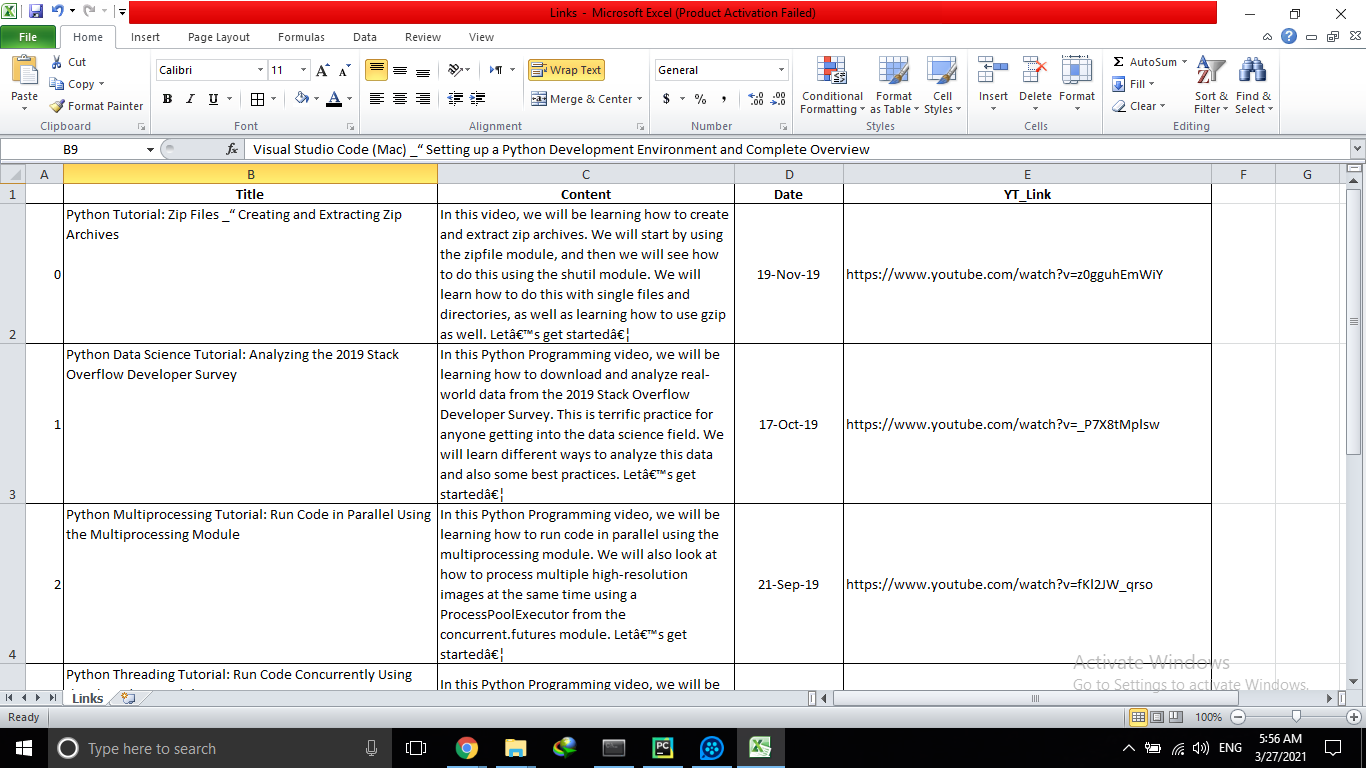 Links - Microsoft Excel (Product Activation Failed)
File Home Insert Page Layout Formulas Data Review View
Paste
Cut
Copy
Format Painter
Clipboard
Calibri 11
B I U
Font
Wrap Text
Merge & Center
Alignment
General
$ % ,
Number
Conditional Formatting
Format as Table
Cell Styles
Styles
Insert Delete Format
Cells
Σ AutoSum
Fill
Clear
Sort & Filter
Find & Select
Editing
B9 fx Visual Studio Code (Mac) _“ Setting up a Python Development Environment and Complete Overview
A B C D E F G
1 Title Content Date YT_Link
2
0
Python Tutorial: Zip Files _“ Creating and Extracting Zip
Archives
In this video, we will be learning how to create
and extract zip archives. We will start by using
the zipfile module, and then we will see how
to do this using the shutil module. We will
learn how to do this with single files and
directories, as well as learning how to use gzip
as well. Letâ€™s get startedâ€¦
19-Nov-19
https://www.youtube.com/watch?v=z0gguhEmWiY
3
1
Python Data Science Tutorial: Analyzing the 2019 Stack
Overflow Developer Survey
In this Python Programming video, we will be
learning how to download and analyze real-
world data from the 2019 Stack Overflow
Developer Survey. This is terrific practice for
anyone getting into the data science field. We
will learn different ways to analyze this data
and also some best practices. Letâ€™s get
startedâ€¦
17-Oct-19
https://www.youtube.com/watch?v=_P7X8tMplsw
4
2
Python Multiprocessing Tutorial: Run Code in Parallel Using
the Multiprocessing Module
In this Python Programming video, we will be
learning how to run code in parallel using the
multiprocessing module. We will also look at
how to process multiple high-resolution
images at the same time using a
ProcessPoolExecutor from the
concurrent.futures module. Letâ€™s get
startedâ€¦
21-Sep-19
https://www.youtube.com/watch?v=fKl2JW_qrso
Python Threading Tutorial: Run Code Concurrently Using
In this Python Programming video, we will be
Activate Windows
Go to Settings to activate Windows.
Links
Ready 100%
Type here to search
PC
ENG
5:56 AM
3/27/2021